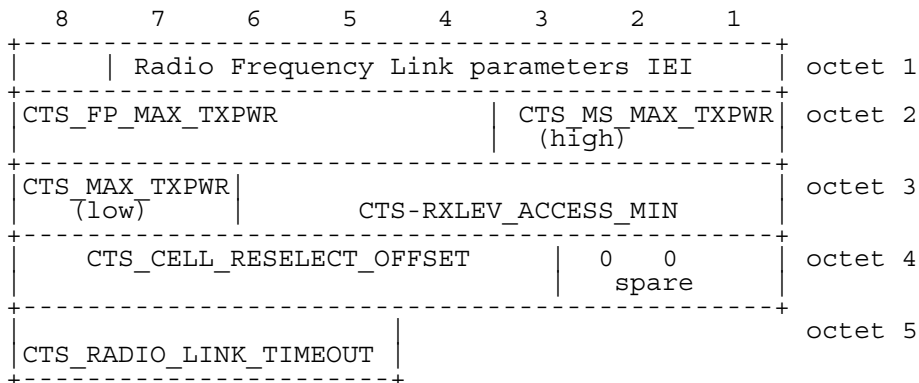 8 7 6 5 4 3 2 1
Radio Frequency Link parameters IEI octet 1
CTS_FP_MAX_TXPWR CTS_MS_MAX_TXPWR octet 2
(high)
CTS_MAX_TXPWR octet 3
(low) CTS-RXLEV_ACCESS_MIN
CTS_CELL_RESELECT_OFFSET 0 0 octet 4
spare
octet 5
CTS_RADIO_LINK_TIMEOUT